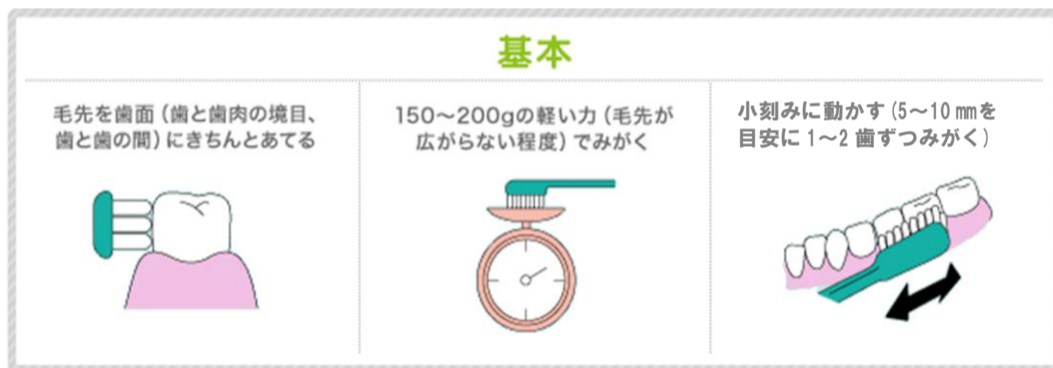 基本
毛先を歯面（歯と歯肉の境目、
歯と歯の間）にきちんとあてる
150〜200gの軽い力（毛先が
広がらない程度）でみがく
小刻みに動かす（5〜10㎜を
目安に1〜2歯ずつみがく）